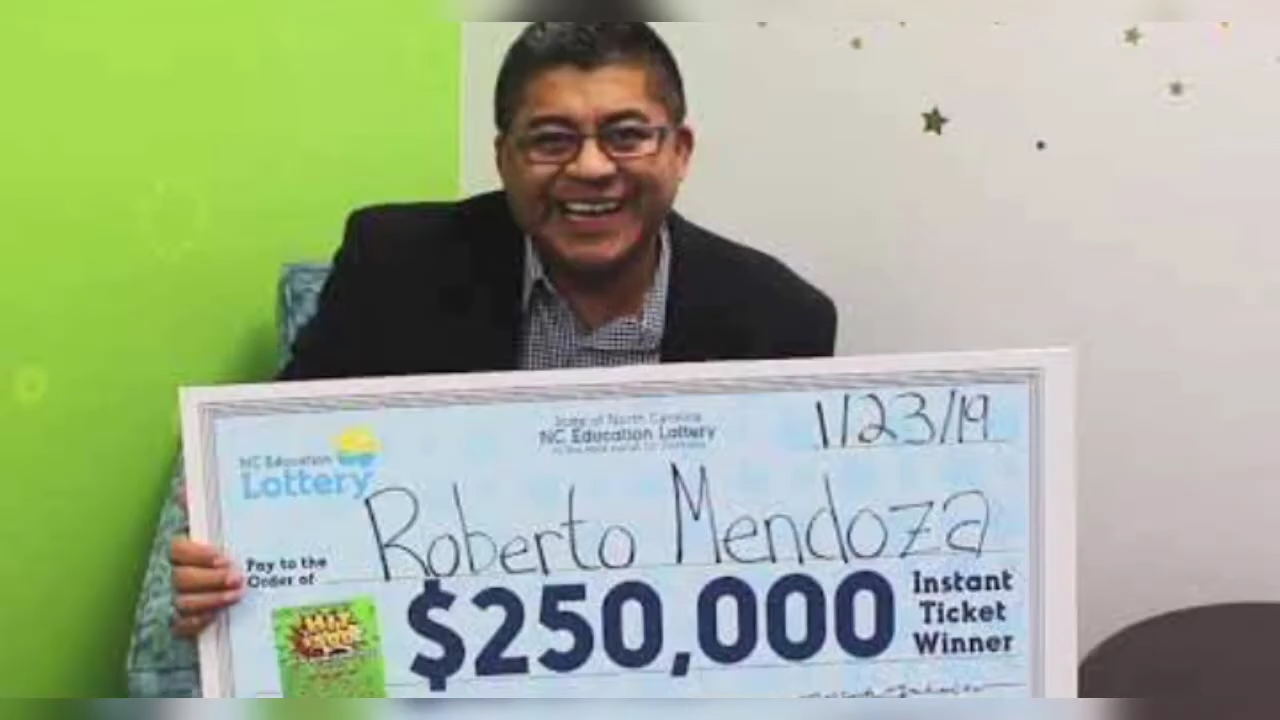 State of North Carolina
NC Education Lottery
1/23/19
NC Education
Lottery
Roberto Mendoza
Pay to the
Order of
$250,000
Instant
Ticket
Winner